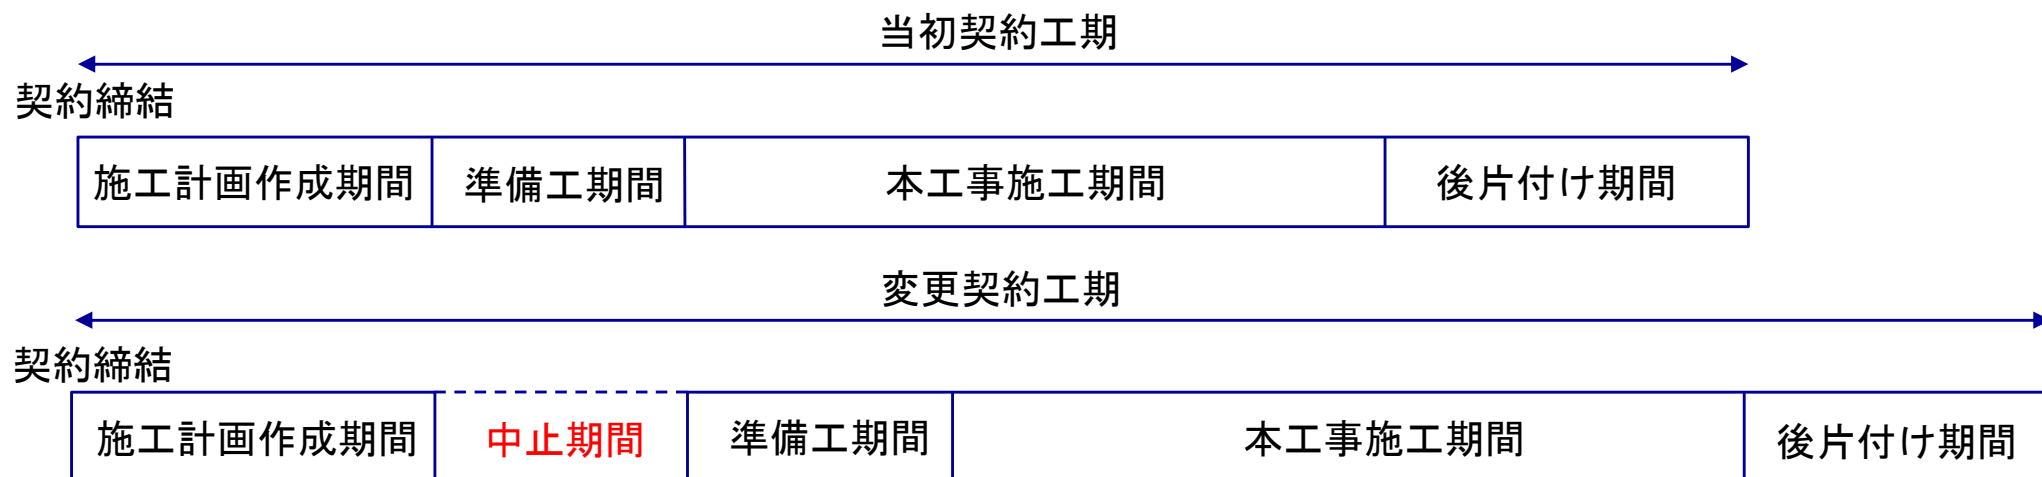 当初契約工期
契約締結
施工計画作成期間 準備工期間 本工事施工期間 後片付け期間
変更契約工期
契約締結
施工計画作成期間 中止期間 準備工期間 本工事施工期間 後片付け期間